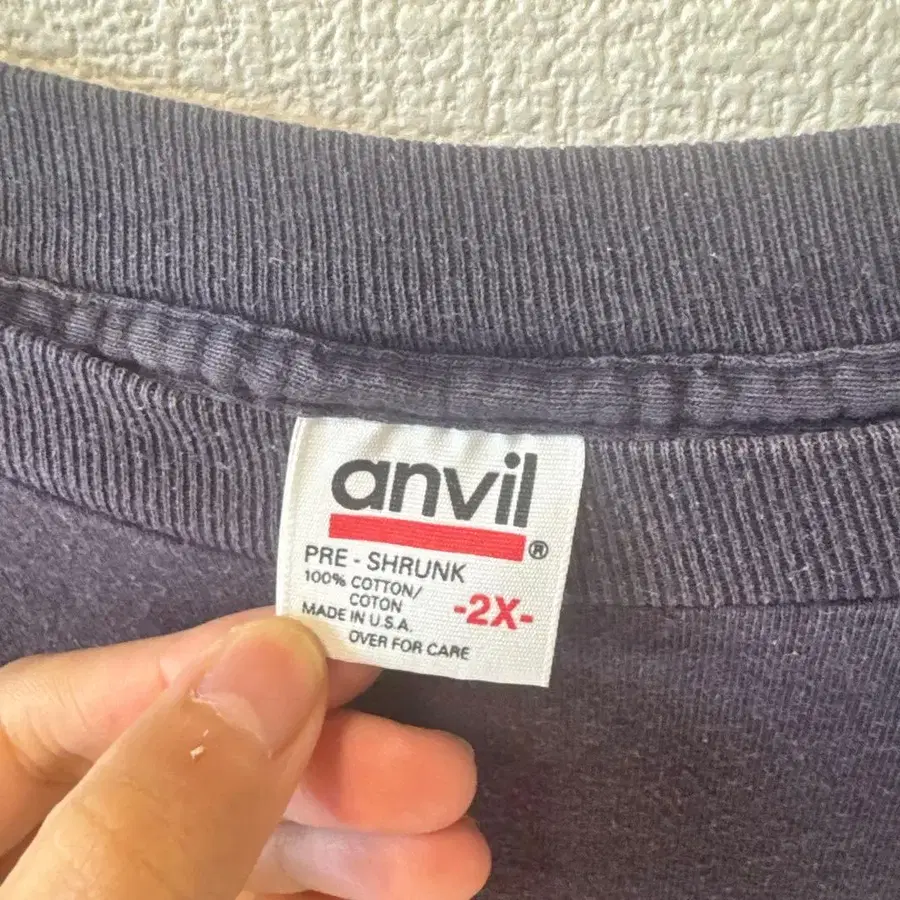 anvil®
PRE - SHRUNK
100% COTTON/
COTON
-2X-
MADE IN U.S.A.
OVER FOR CARE